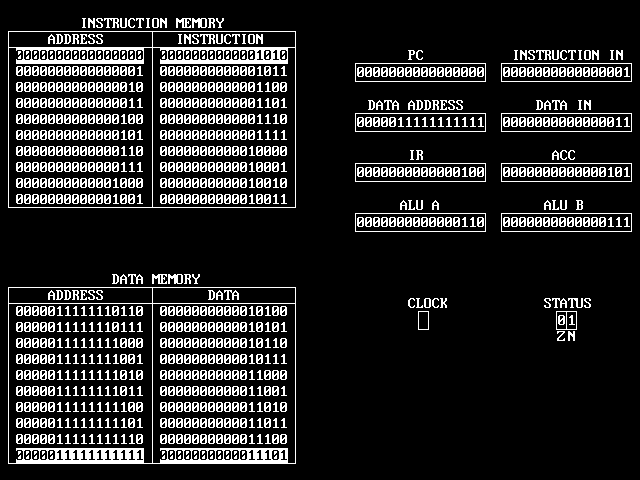 INSTRUCTION MEMORY
ADDRESS INSTRUCTION
0000000000000000 0000000000001010
0000000000000001 0000000000001011
0000000000000010 0000000000001100
0000000000000011 0000000000001101
0000000000000100 0000000000001110
0000000000000101 0000000000001111
0000000000000110 0000000000010000
0000000000000111 0000000000010001
0000000000001000 0000000000010010
0000000000001001 0000000000010011
PC INSTRUCTION IN
0000000000000000 0000000000000001
DATA ADDRESS DATA IN
0000011111111111 0000000000000011
IR ACC
0000000000000100 0000000000000101
ALU A ALU B
0000000000000110 0000000000000111
DATA MEMORY
ADDRESS DATA
0000011111110110 0000000000010100
0000011111110111 0000000000010101
0000011111111000 0000000000010110
0000011111111001 0000000000010111
0000011111111010 0000000000011000
0000011111111011 0000000000011001
0000011111111100 0000000000011010
0000011111111101 0000000000011011
0000011111111110 0000000000011100
0000011111111111 0000000000011101
CLOCK STATUS
01
ZN